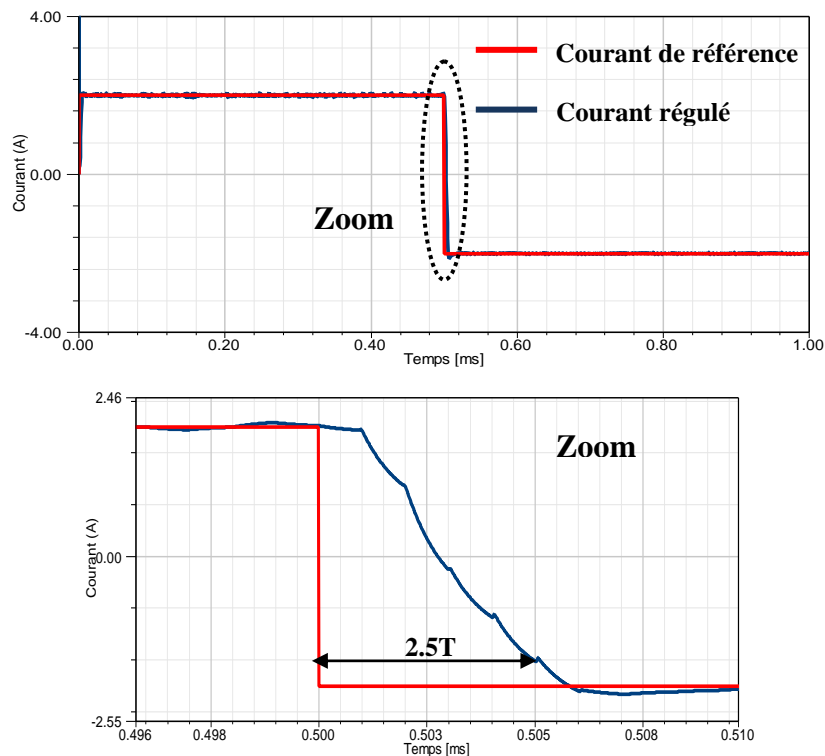 4.00
Courant de référence
Courant régulé
Courant (A)
0.00
Zoom
-4.00
0.00
0.20
0.40
0.60
0.80
1.00
Temps [ms]
2.46
Zoom
Courant (A)
0.00
2.5T
-2.55
0.496
0.498
0.500
0.503
0.505
0.508
0.510
Temps [ms]